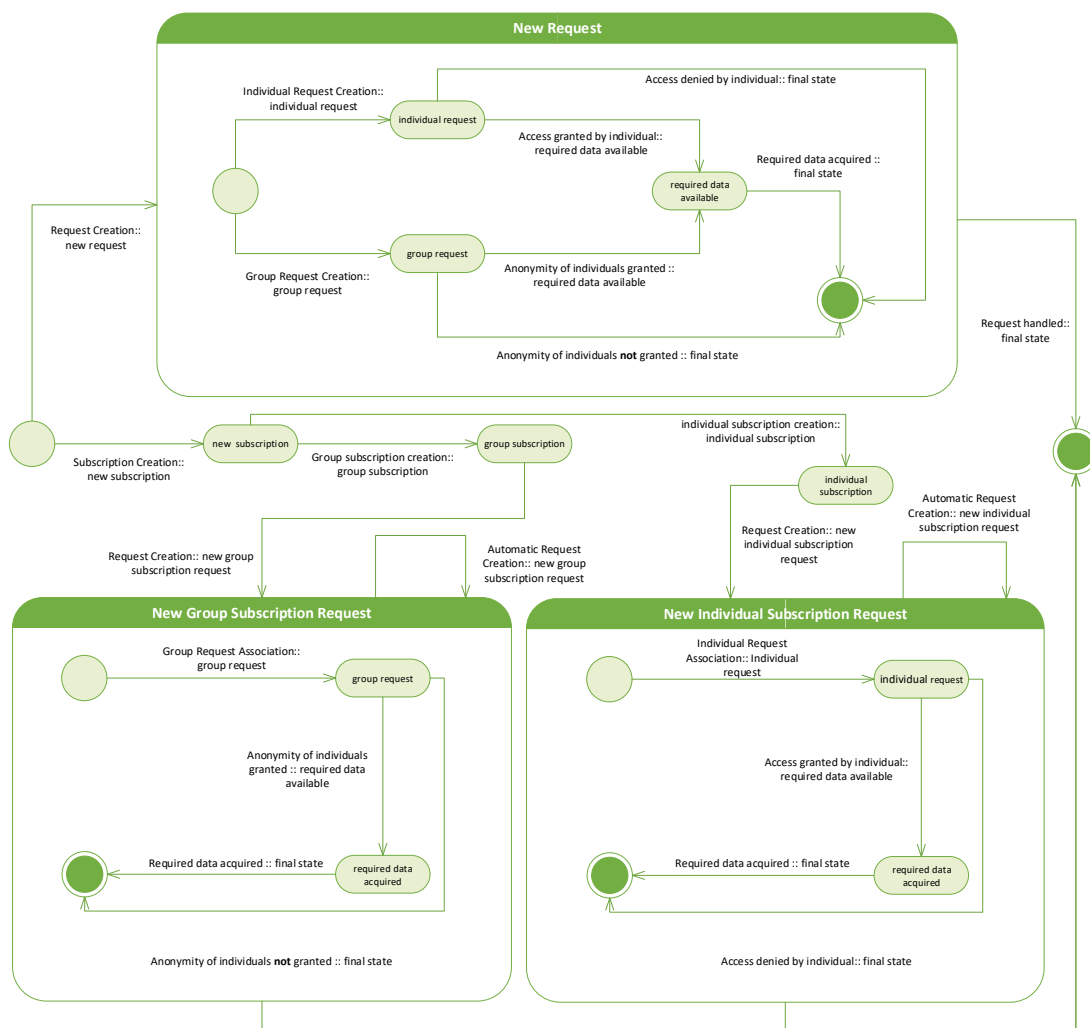 New Request
Access denied by individual:: final state
Individual Request Creation::
individual request
individual request
Access granted by individual::
required data available
Required data acquired ::
final state
required data
available
Request Creation::
new request
group request
Group Request Creation::
group request
Anonymity of individuals granted ::
required data available
Request handled::
final state
Anonymity of individuals not granted :: final state
individual subscription creation::
individual subscription
new subscription
group subscription
Subscription Creation::
new subscription
Group subscription creation::
group subscription
individual
subscription
Automatic Request
Creation:: new individual
subscription request
Request Creation:: new
individual subscription
request
Request Creation:: new group
subscription request
Automatic Request
Creation:: new group
subscription request
New Group Subscription Request
Group Request Association::
group request
group request
Anonymity of individuals
granted :: required data
available
Required data acquired :: final state
required data
acquired
Anonymity of individuals not granted :: final state
New Individual Subscription Request
Individual Request
Association:: Individual
request
individual request
Access granted by individual::
required data available
Required data acquired :: final state
required data
acquired
Access denied by individual:: final state